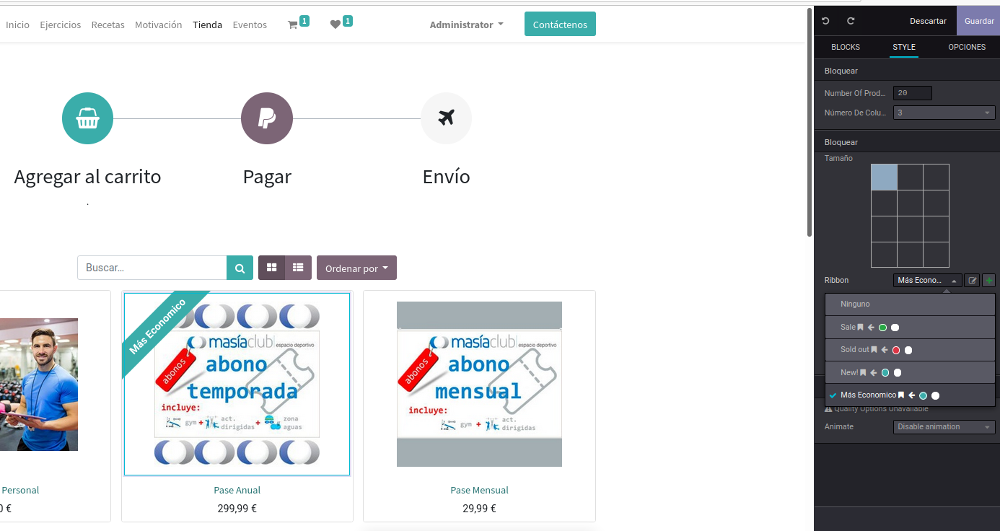 Inicio Ejercicios Recetas Motivación Tienda Eventos 1 1 Administrator Contáctenos
Descartar Guardar
BLOCKS STYLE OPCIONES
Bloquear
Number Of Prod... 20
Número De Colu... 3
Bloquear
Tamaño
Agregar al carrito Pagar Envío
.
Buscar... Ordenar por
Ribbon Más Econo...
Ninguno
Sale
Sold out
New!
Más Economico
Quality Options Unavailable
Animate Disable animation
Más Economico
masíaclub
espacio deportivo
abonos
abono
temporada
incluye:
gym + act. dirigidas + zona aguas
masíaclub
espacio deportivo
abonos
abono
mensual
incluye:
gym + act. dirigidas
Personal Pase Anual Pase Mensual
0 € 299,99 € 29,99 €